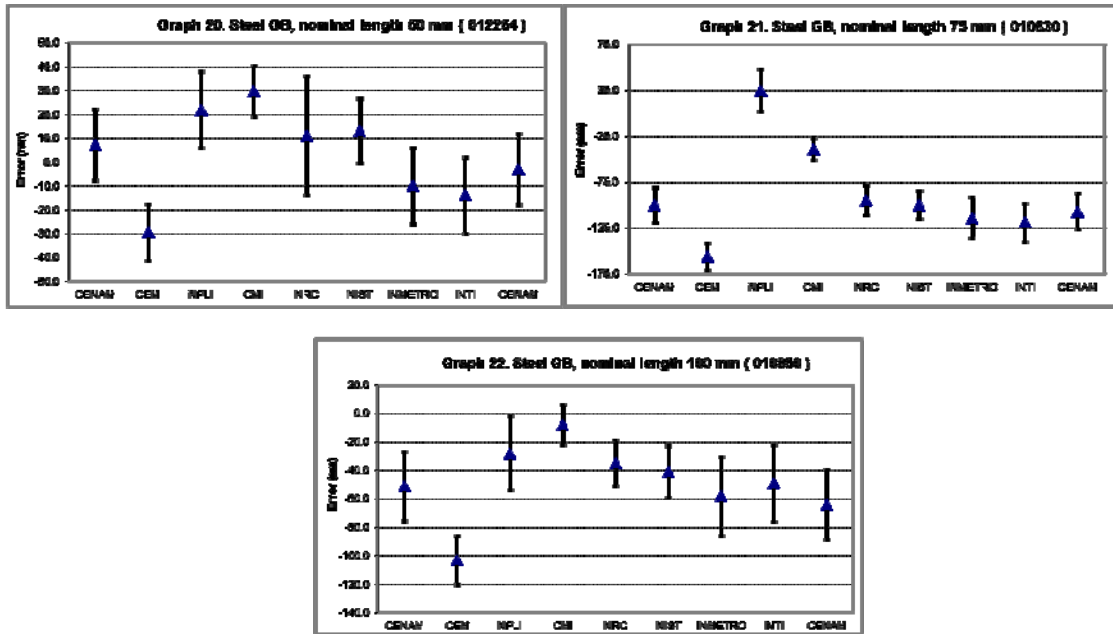 Graph 20. Steel GB, nominal length 50 mm
Error (nm)
50.0
40.0
30.0
20.0
10.0
0.0
-10.0
-20.0
-30.0
-40.0
-50.0
CENAM CEM NPLI CMI NRC NIST INMETRO INTI CENAM
Graph 21. Steel GB, nominal length 75 mm
Error (nm)
75.0
25.0
-25.0
-75.0
-125.0
-175.0
CENAM CEM NPLI CMI NRC NIST INMETRO INTI CENAM
Graph 22. Steel GB, nominal length 100 mm
Error (nm)
20.0
0.0
-20.0
-40.0
-60.0
-80.0
-100.0
-120.0
-140.0
CENAM CEM NPLI CMI NRC NIST INMETRO INTI CENAM